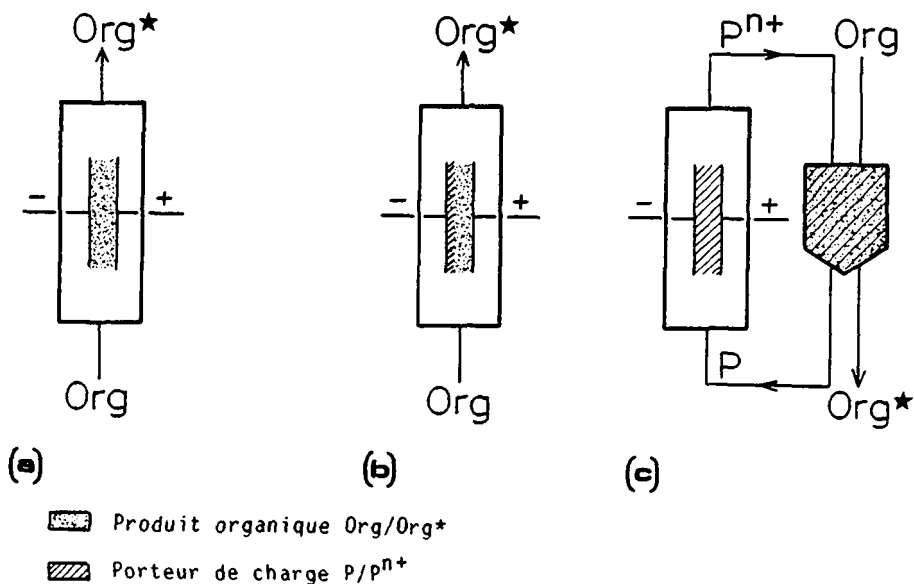 Org★ Org★ Pⁿ⁺ Org
- + - + - +
Org Org P Org★
(a) (b) (c)
Produit organique Org/Org*
Porteur de charge P/Pⁿ⁺